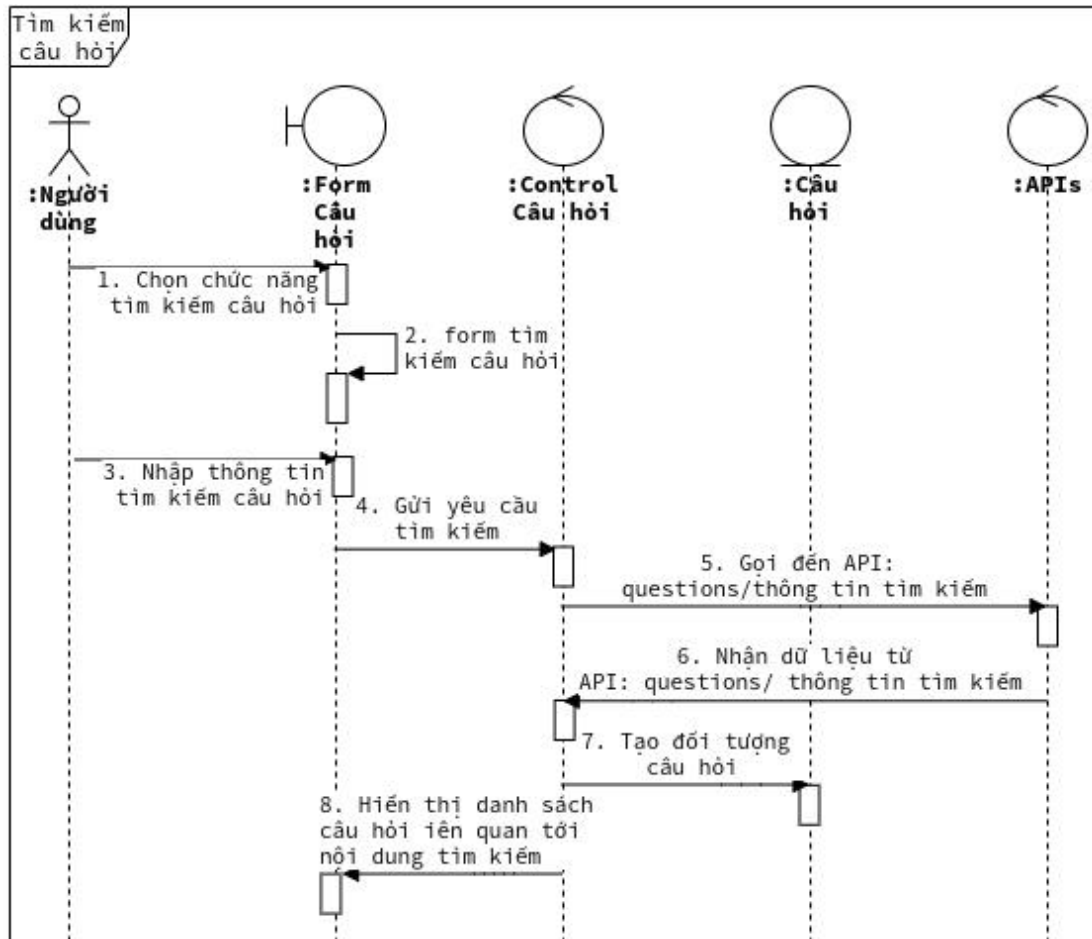 Tìm kiếm
câu hỏi
:Người
dùng
:Form
Câu
hỏi
:Control
Câu hỏi
:Câu
hỏi
:APIs
1. Chọn chức năng
tìm kiếm câu hỏi
2. form tìm
kiếm câu hỏi
3. Nhập thông tin
tìm kiếm câu hỏi
4. Gửi yêu cầu
tìm kiếm
5. Gọi đến API:
questions/thông tin tìm kiếm
6. Nhận dữ liệu từ
API: questions/ thông tin tìm kiếm
7. Tạo đối tượng
câu hỏi
8. Hiển thị danh sách
câu hỏi iên quan tới
nội dung tìm kiếm